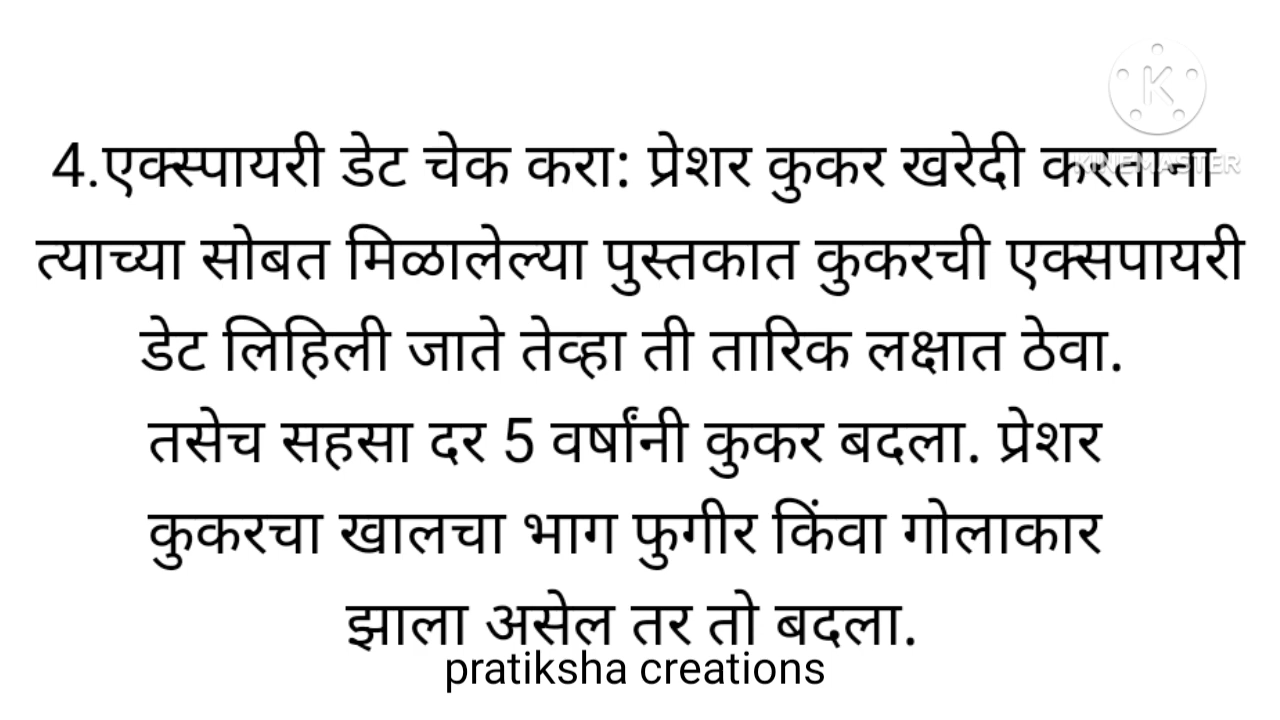 4.एक्स्पायरी डेट चेक करा: प्रेशर कुकर खरेदी करताना
त्याच्या सोबत मिळालेल्या पुस्तकात कुकरची एक्सपायरी
डेट लिहिली जाते तेव्हा ती तारिक लक्षात ठेवा.
तसेच सहसा दर 5 वर्षांनी कुकर बदला. प्रेशर
कुकरचा खालचा भाग फुगीर किंवा गोलाकार
झाला असेल तर तो बदला.
pratiksha creations
K
KINEMASTER